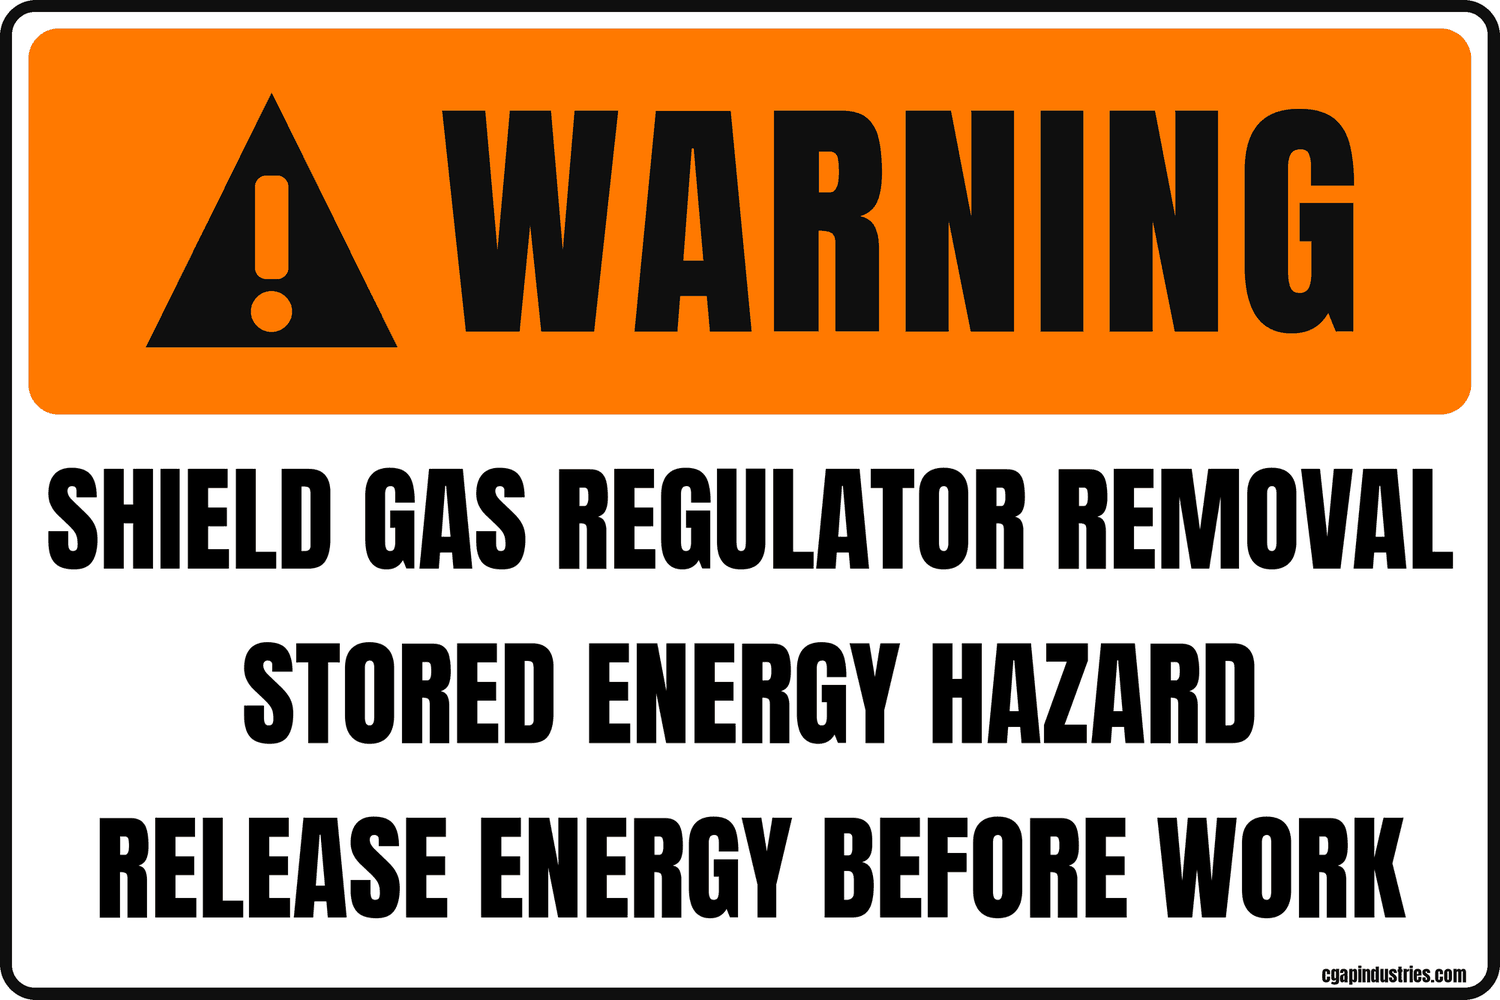 WARNING
SHIELD GAS REGULATOR REMOVAL
STORED ENERGY HAZARD
RELEASE ENERGY BEFORE WORK
cgapindustries.com